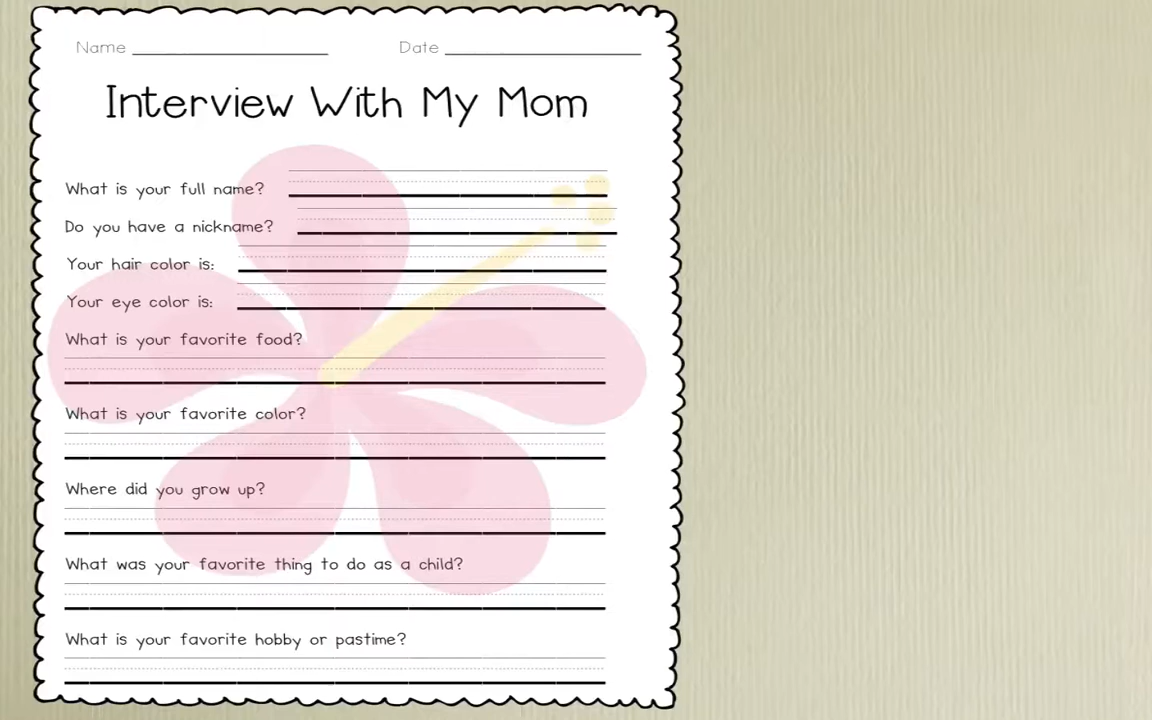 Name Date
Interview With My Mom
What is your full name?
Do you have a nickname?
Your hair color is:
Your eye color is:
What is your favorite food?
What is your favorite color?
Where did you grow up?
What was your favorite thing to do as a child?
What is your favorite hobby or pastime?